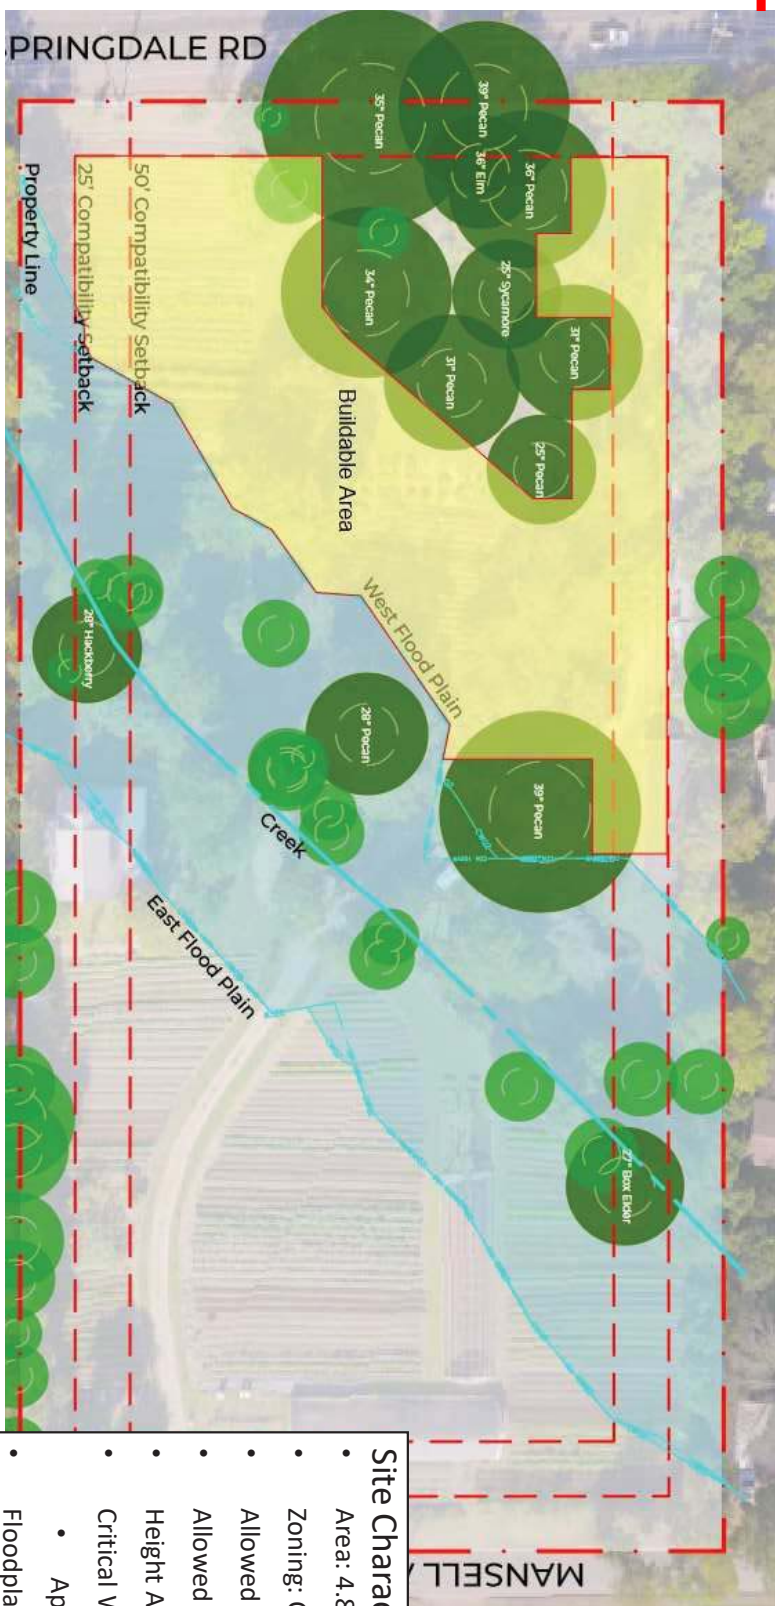 SPRINGDALE RD
35" Pecan
39" Pecan
36" Elm
36" Pecan
25" Sycamore
34" Pecan
31" Pecan
31" Pecan
25" Pecan
Property Line
25' Compatibility Setback
50' Compatibility Setback
Buildable Area
West Flood Plain
28" Hackberry
28" Pecan
39" Pecan
Creek
East Flood Plain
27" Box Elder
MANSELL
Site Charac
• Area: 4.8
• Zoning:
• Allowed
• Allowed
• Height A
• Critical W
• Ap
• Floodpla